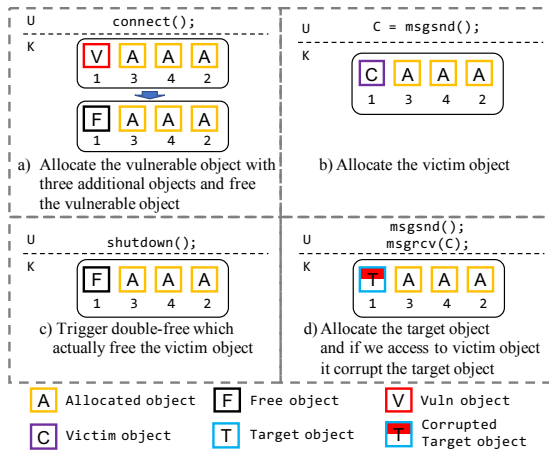 U
connect();
K
V A A A
1 3 4 2
F A A A
1 3 4 2
a) Allocate the vulnerable object with
three additional objects and free
the vulnerable object
U
C = msgsnd();
K
C A A A
1 3 4 2
b) Allocate the victim object
U
shutdown();
K
F A A A
1 3 4 2
c) Trigger double-free which
actually free the victim object
U
msgsnd();
msgrcv(C);
K
T A A A
1 3 4 2
d) Allocate the target object
and if we access to victim object
it corrupt the target object
A Allocated object
F Free object
V Vuln object
C Victim object
T Target object
T Corrupted
Target object